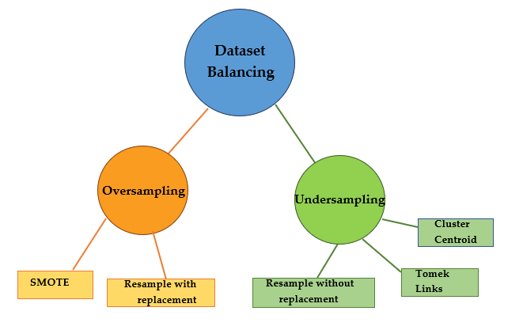 Dataset
Balancing
Oversampling
Undersampling
Cluster
Centroid
SMOTE
Resample with
replacement
Resample without
replacement
Tomek
Links